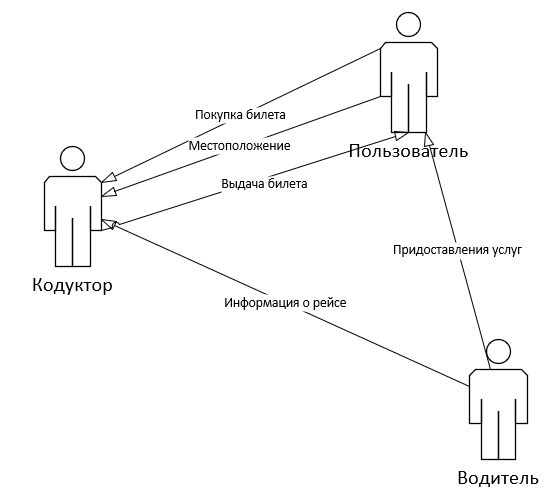 Покупка билета
Местоположение
Пользователь
Выдача билета
Придоставления услуг
Кодуктор
Информация о рейсе
Водитель